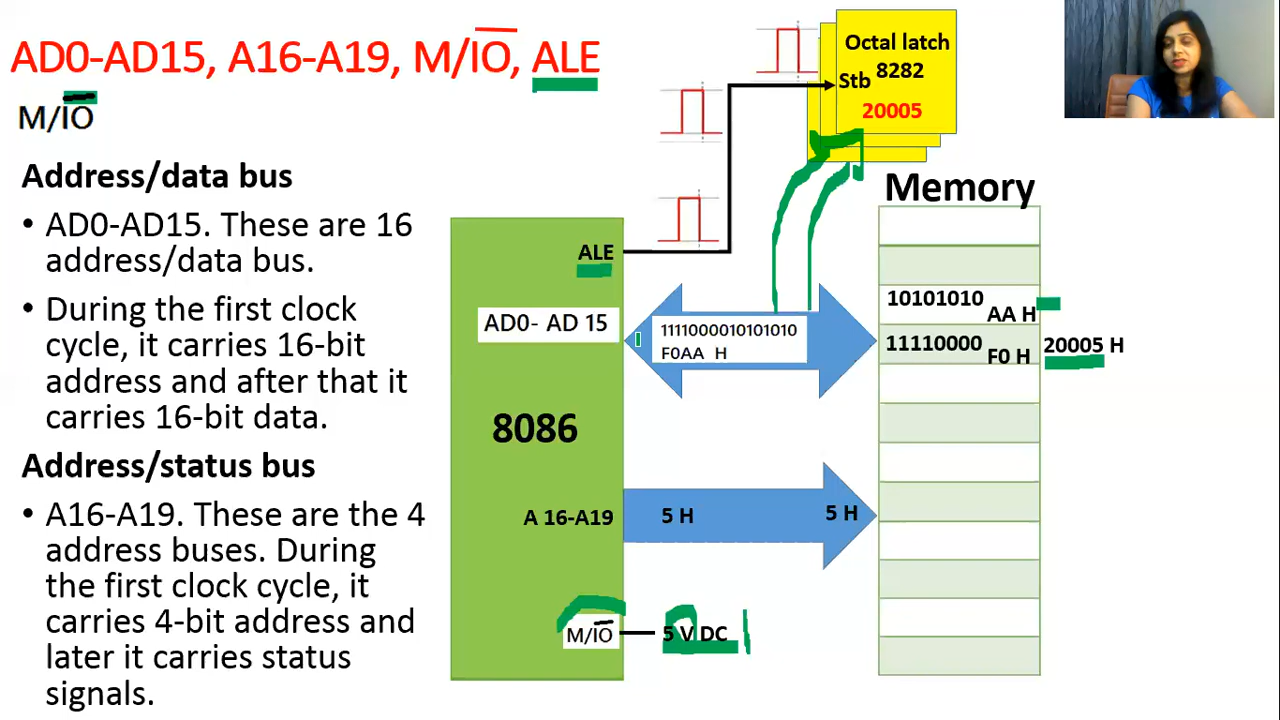 AD0-AD15, A16-A19, M/IO, ALE
M/IO
Address/data bus
• AD0-AD15. These are 16
address/data bus.
• During the first clock
cycle, it carries 16-bit
address and after that it
carries 16-bit data.
Address/status bus
• A16-A19. These are the 4
address buses. During
the first clock cycle, it
carries 4-bit address and
later it carries status
signals.
Octal latch
8282
Stb
20005
ALE
AD0- AD 15
1111000010101010
F0AA H
8086
A 16-A19
5 H
5 H
M/IO
5 V DC
Memory
10101010
AA H
11110000
F0 H
20005 H